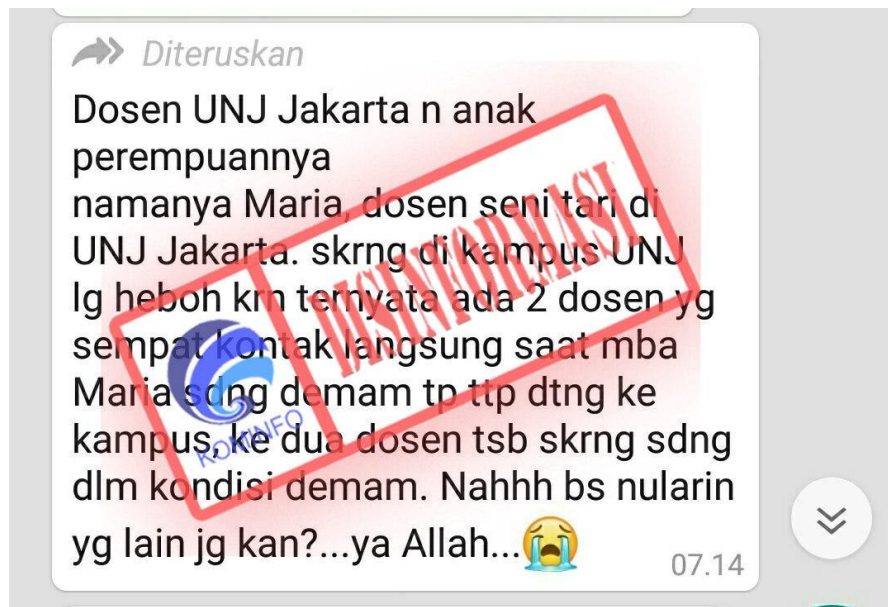 Diteruskan
Dosen UNJ Jakarta n anak
perempuannya
namanya Maria, dosen seni tari di
UNJ Jakarta. skrng di kampus UNJ
lg heboh krn ternyata ada 2 dosen yg
sempat kontak langsung saat mba
Maria sdng demam tp ttp dtng ke
kampus, ke dua dosen tsb skrng sdng
dlm kondisi demam. Nahhh bs nularin
yg lain jg kan?...ya Allah...😭
07.14
DISINFORMASI
KOMINFO